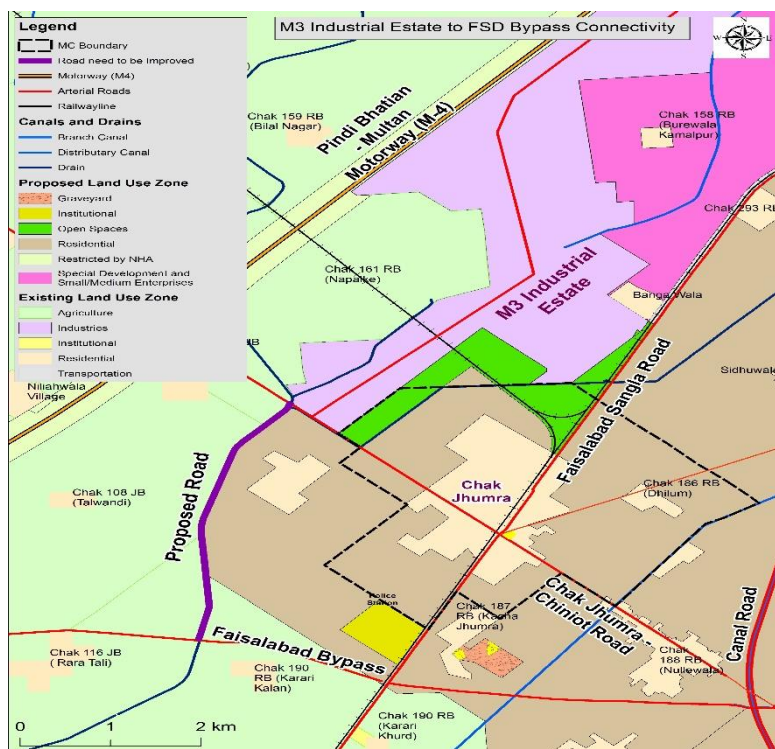 M3 Industrial Estate to FSD Bypass Connectivity
N
W
E
S
Legend
MC Boundary
Road need to be Improved
Motorway (M4)
Arterial Roads
Railwayline
Canals and Drains
Branch Canal
Distributary Canal
Drain
Proposed Land Use Zone
Graveyard
Institutional
Open Spaces
Residential
Restricted by NHA
Special Development and
Small/Medium Enterprises
Existing Land Use Zone
Agriculture
Industries
Institutional
Residential
Transportation
Chak 159 RB
(Bilal Nagar)
Pindi Bhatian
- Multan
Motorway (M-4)
Chak 158 RB
(Burewala
Kamalpur)
Chak 293 RB
Chak 161 RB
(Napalke)
M3 Industrial
Estate
Banga Wala
JB
Niliahwala
Village
Sidhuwal
Faisalabad Sangla Road
Chak
Jhumra
Chak 186 RB
(Dhilum)
Chak 108 JB
(Talwandi)
Proposed Road
Police
Station
Chak 187
RB (Kacha
Jhumra)
Chak Jhumra -
Chiniot Road
Canal Road
Chak
188 RB
(Nullewala)
Faisalabad Bypass
Chak 116 JB
( Rara Tali)
Chak 190
RB (Karari
Kalan)
Chak 190 RB
(Karari
Khurd)
0 1 2 km